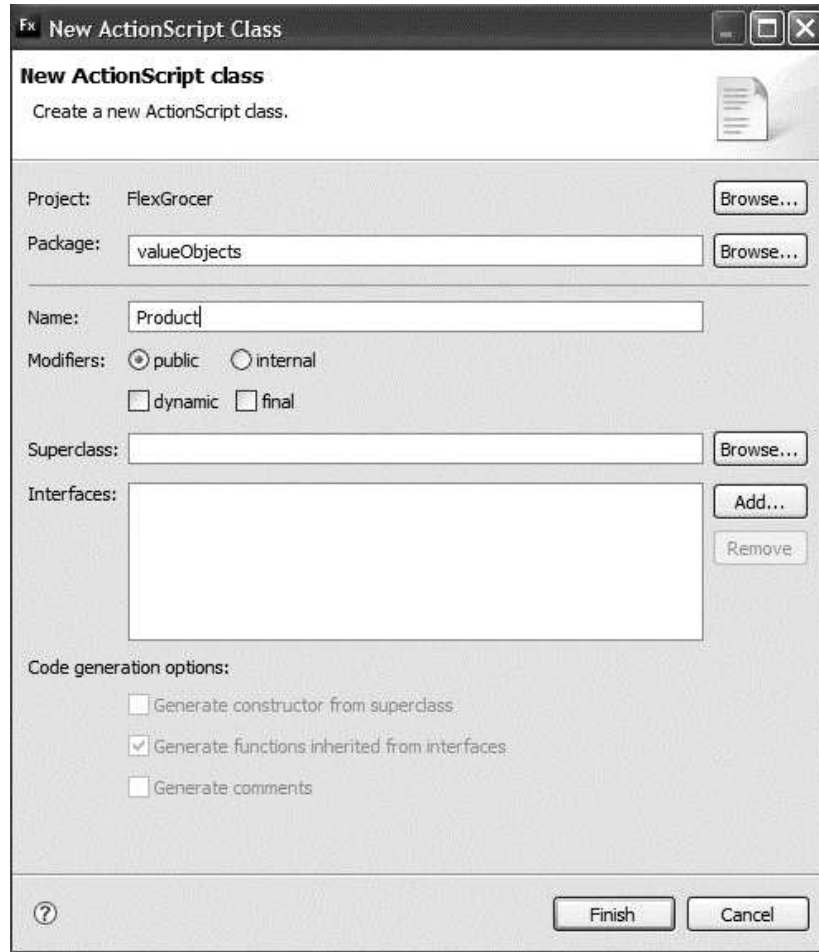 Fx New ActionScript Class
New ActionScript class
Create a new ActionScript class.
Project: FlexGrocer Browse...
Package: valueObjects Browse...
Name: Product
Modifiers: public internal
dynamic final
Superclass: Browse...
Interfaces: Add...
Remove
Code generation options:
Generate constructor from superclass
Generate functions inherited from interfaces
Generate comments
? Finish Cancel